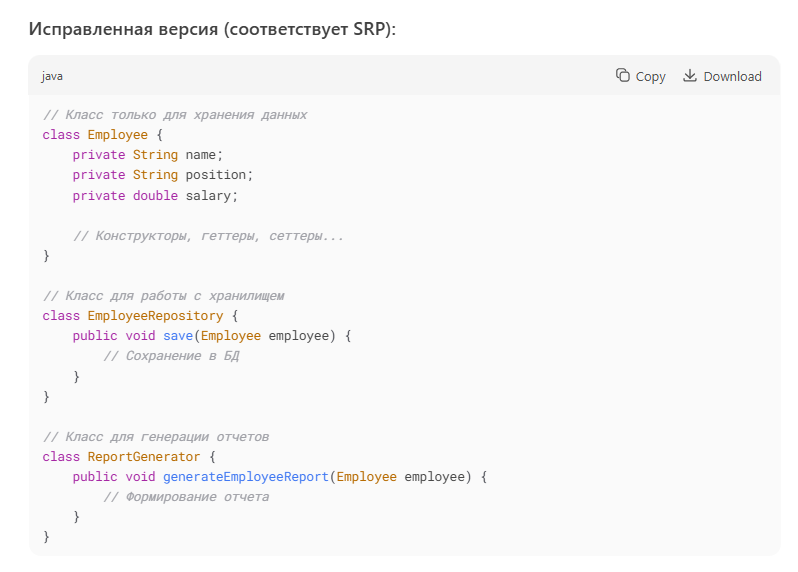 Исправленная версия (соответствует SRP):
java
Copy
Download
// Класс только для хранения данных
class Employee {
    private String name;
    private String position;
    private double salary;

    // Конструкторы, геттеры, сеттеры...
}

// Класс для работы с хранилищем
class EmployeeRepository {
    public void save(Employee employee) {
        // Сохранение в БД
    }
}

// Класс для генерации отчетов
class ReportGenerator {
    public void generateEmployeeReport(Employee employee) {
        // Формирование отчета
    }
}